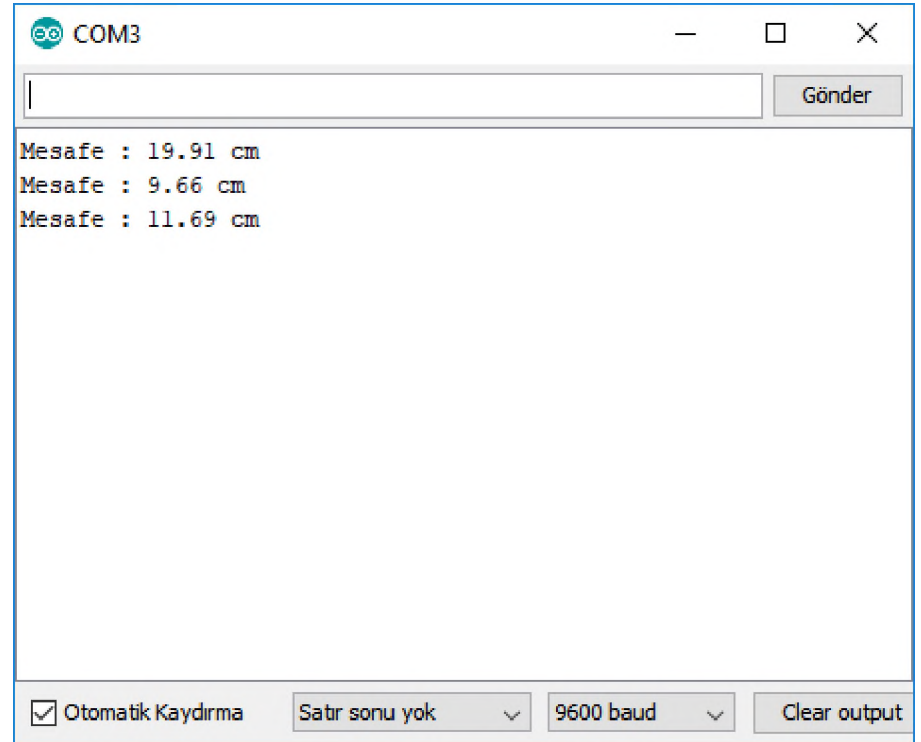 COM3
Gönder
Mesafe : 19.91 cm
Mesafe : 9.66 cm
Mesafe : 11.69 cm
Otomatik Kaydırma
Satır sonu yok
9600 baud
Clear output